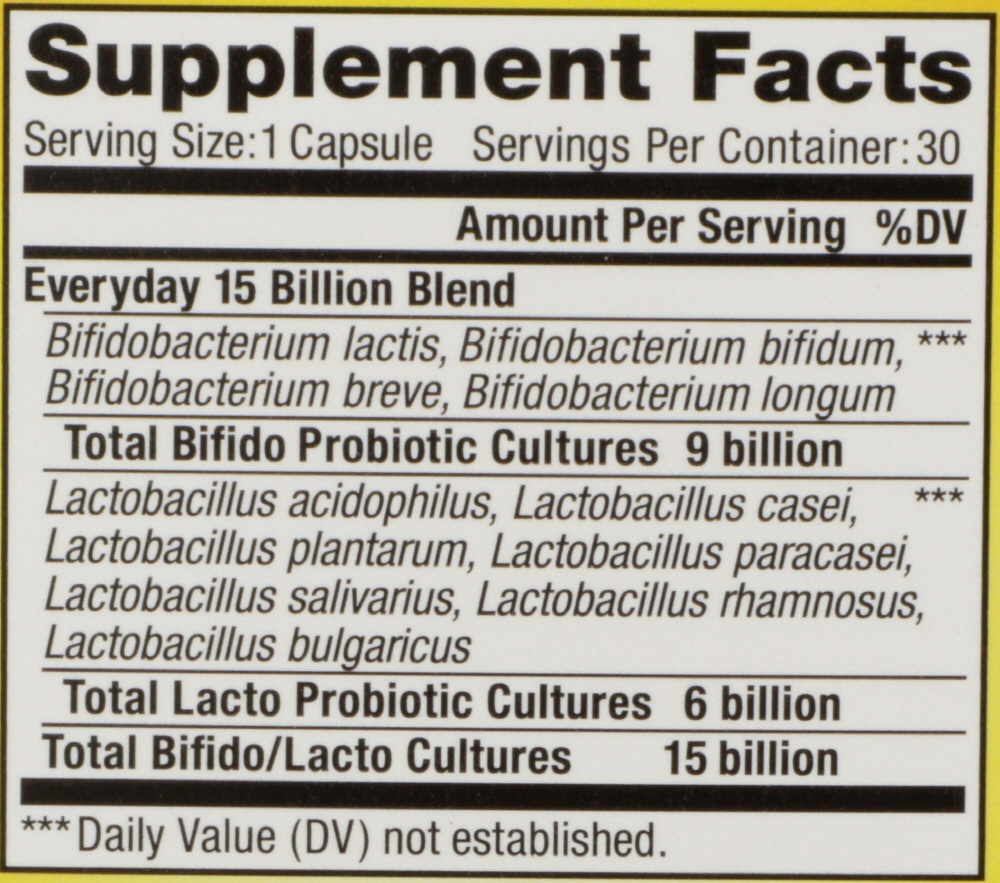 Supplement Facts
Serving Size:1 Capsule Servings Per Container:30
Amount Per Serving %DV
Everyday 15 Billion Blend
Bifidobacterium lactis, Bifidobacterium bifidum, ***
Bifidobacterium breve, Bifidobacterium longum
Total Bifido Probiotic Cultures 9 billion
Lactobacillus acidophilus, Lactobacillus casei, ***
Lactobacillus plantarum, Lactobacillus paracasei,
Lactobacillus salivarius, Lactobacillus rhamnosus,
Lactobacillus bulgaricus
Total Lacto Probiotic Cultures 6 billion
Total Bifido/Lacto Cultures 15 billion
***Daily Value (DV) not established.